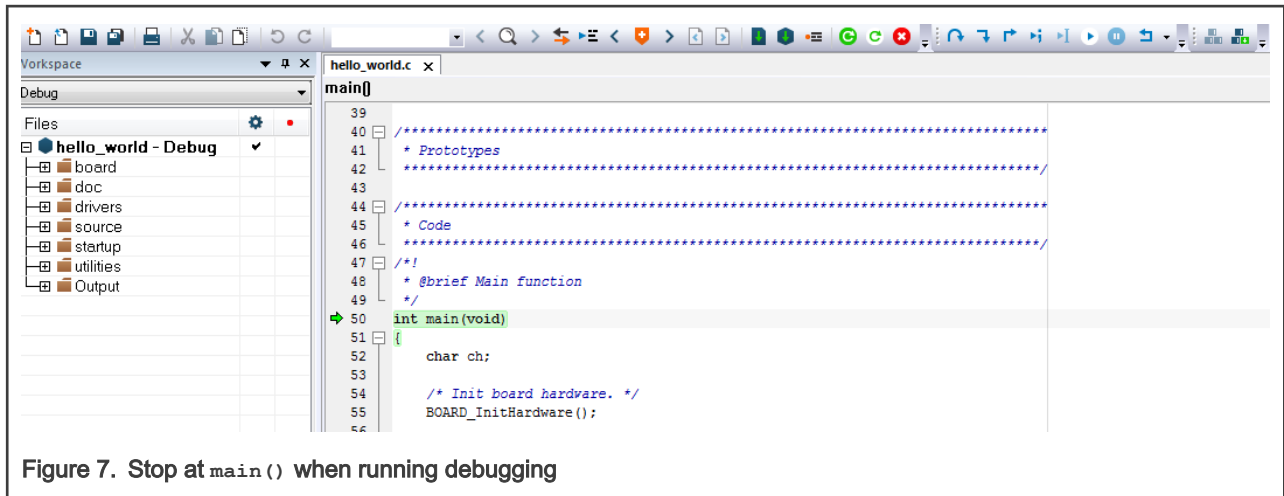 Workspace
hello_world.c x
Debug
main()
Files
hello_world - Debug
board
doc
drivers
source
startup
utilities
Output
39
40 /******************************************************************************
41 * Prototypes
42 ******************************************************************************/
43
44 /******************************************************************************
45 * Code
46 ******************************************************************************/
47 /*!
48 * @brief Main function
49 */
50 int main(void)
51 {
52 char ch;
53
54 /* Init board hardware. */
55 BOARD_InitHardware();
56
Figure 7. Stop at main() when running debugging